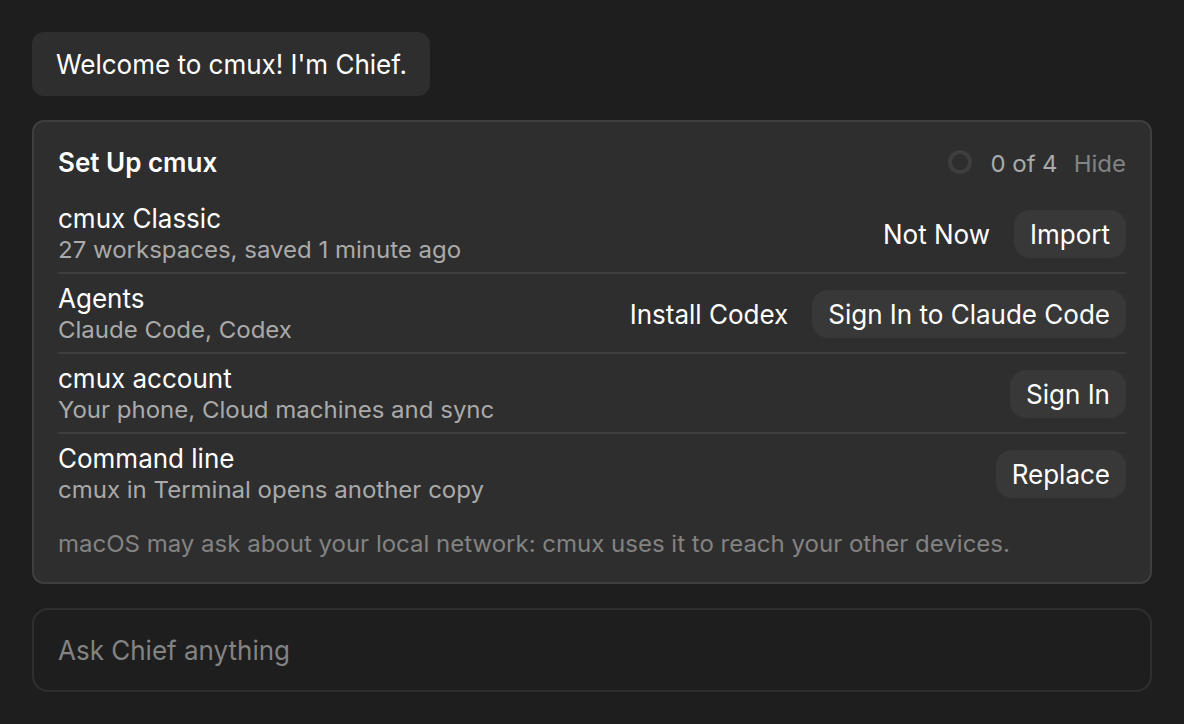 Welcome to cmux! I'm Chief.
Set Up cmux
0 of 4 Hide
cmux Classic
27 workspaces, saved 1 minute ago
Not Now Import
Agents
Claude Code, Codex
Install Codex Sign In to Claude Code
cmux account
Your phone, Cloud machines and sync
Sign In
Command line
cmux in Terminal opens another copy
Replace
macOS may ask about your local network: cmux uses it to reach your other devices.
Ask Chief anything